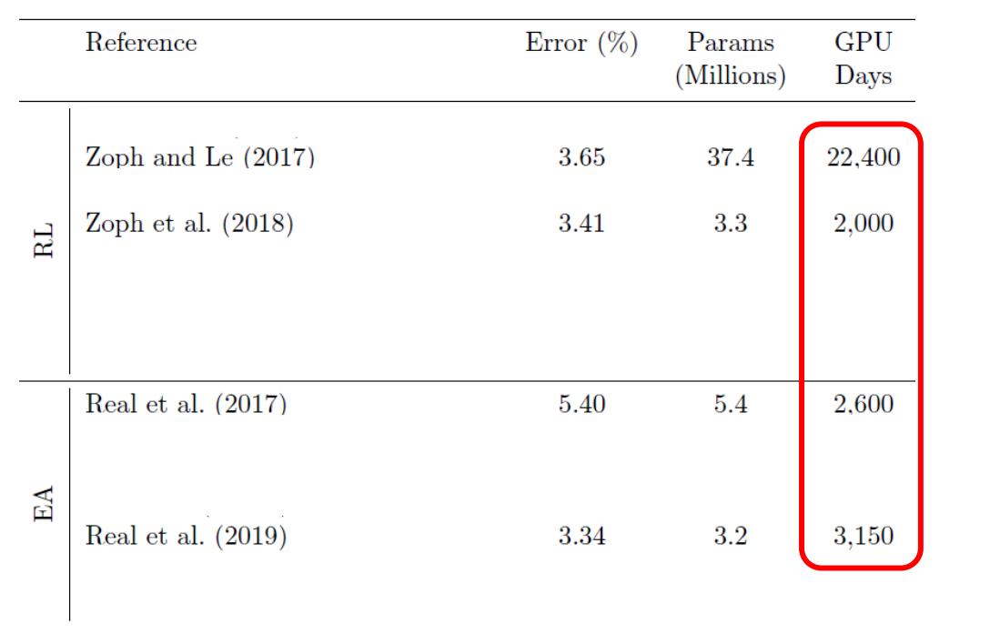 Reference Error (%) Params GPU
(Millions) Days
Zoph and Le (2017) 3.65 37.4 22,400
RL
Zoph et al. (2018) 3.41 3.3 2,000
Real et al. (2017) 5.40 5.4 2,600
EA
Real et al. (2019) 3.34 3.2 3,150